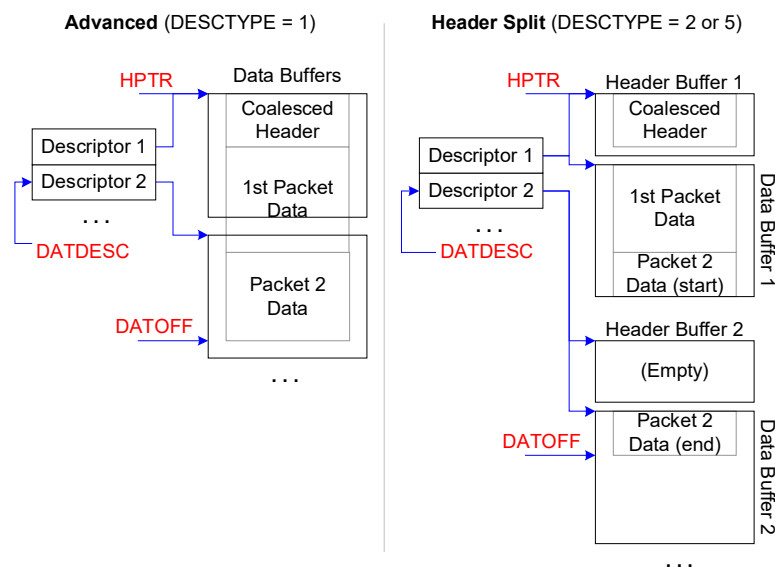 Advanced (DESCTYPE = 1)
HPTR
Data Buffers
Coalesced
Header
Descriptor 1
Descriptor 2
1st Packet
Data
. . .
DATDESC
Packet 2
Data
DATOFF
. . .
Header Split (DESCTYPE = 2 or 5)
HPTR
Header Buffer 1
Coalesced
Header
Descriptor 1
Descriptor 2
1st Packet
Data
. . .
DATDESC
Packet 2
Data (start)
Data Buffer 1
Header Buffer 2
(Empty)
Packet 2
Data (end)
DATOFF
Data Buffer 2
. . .